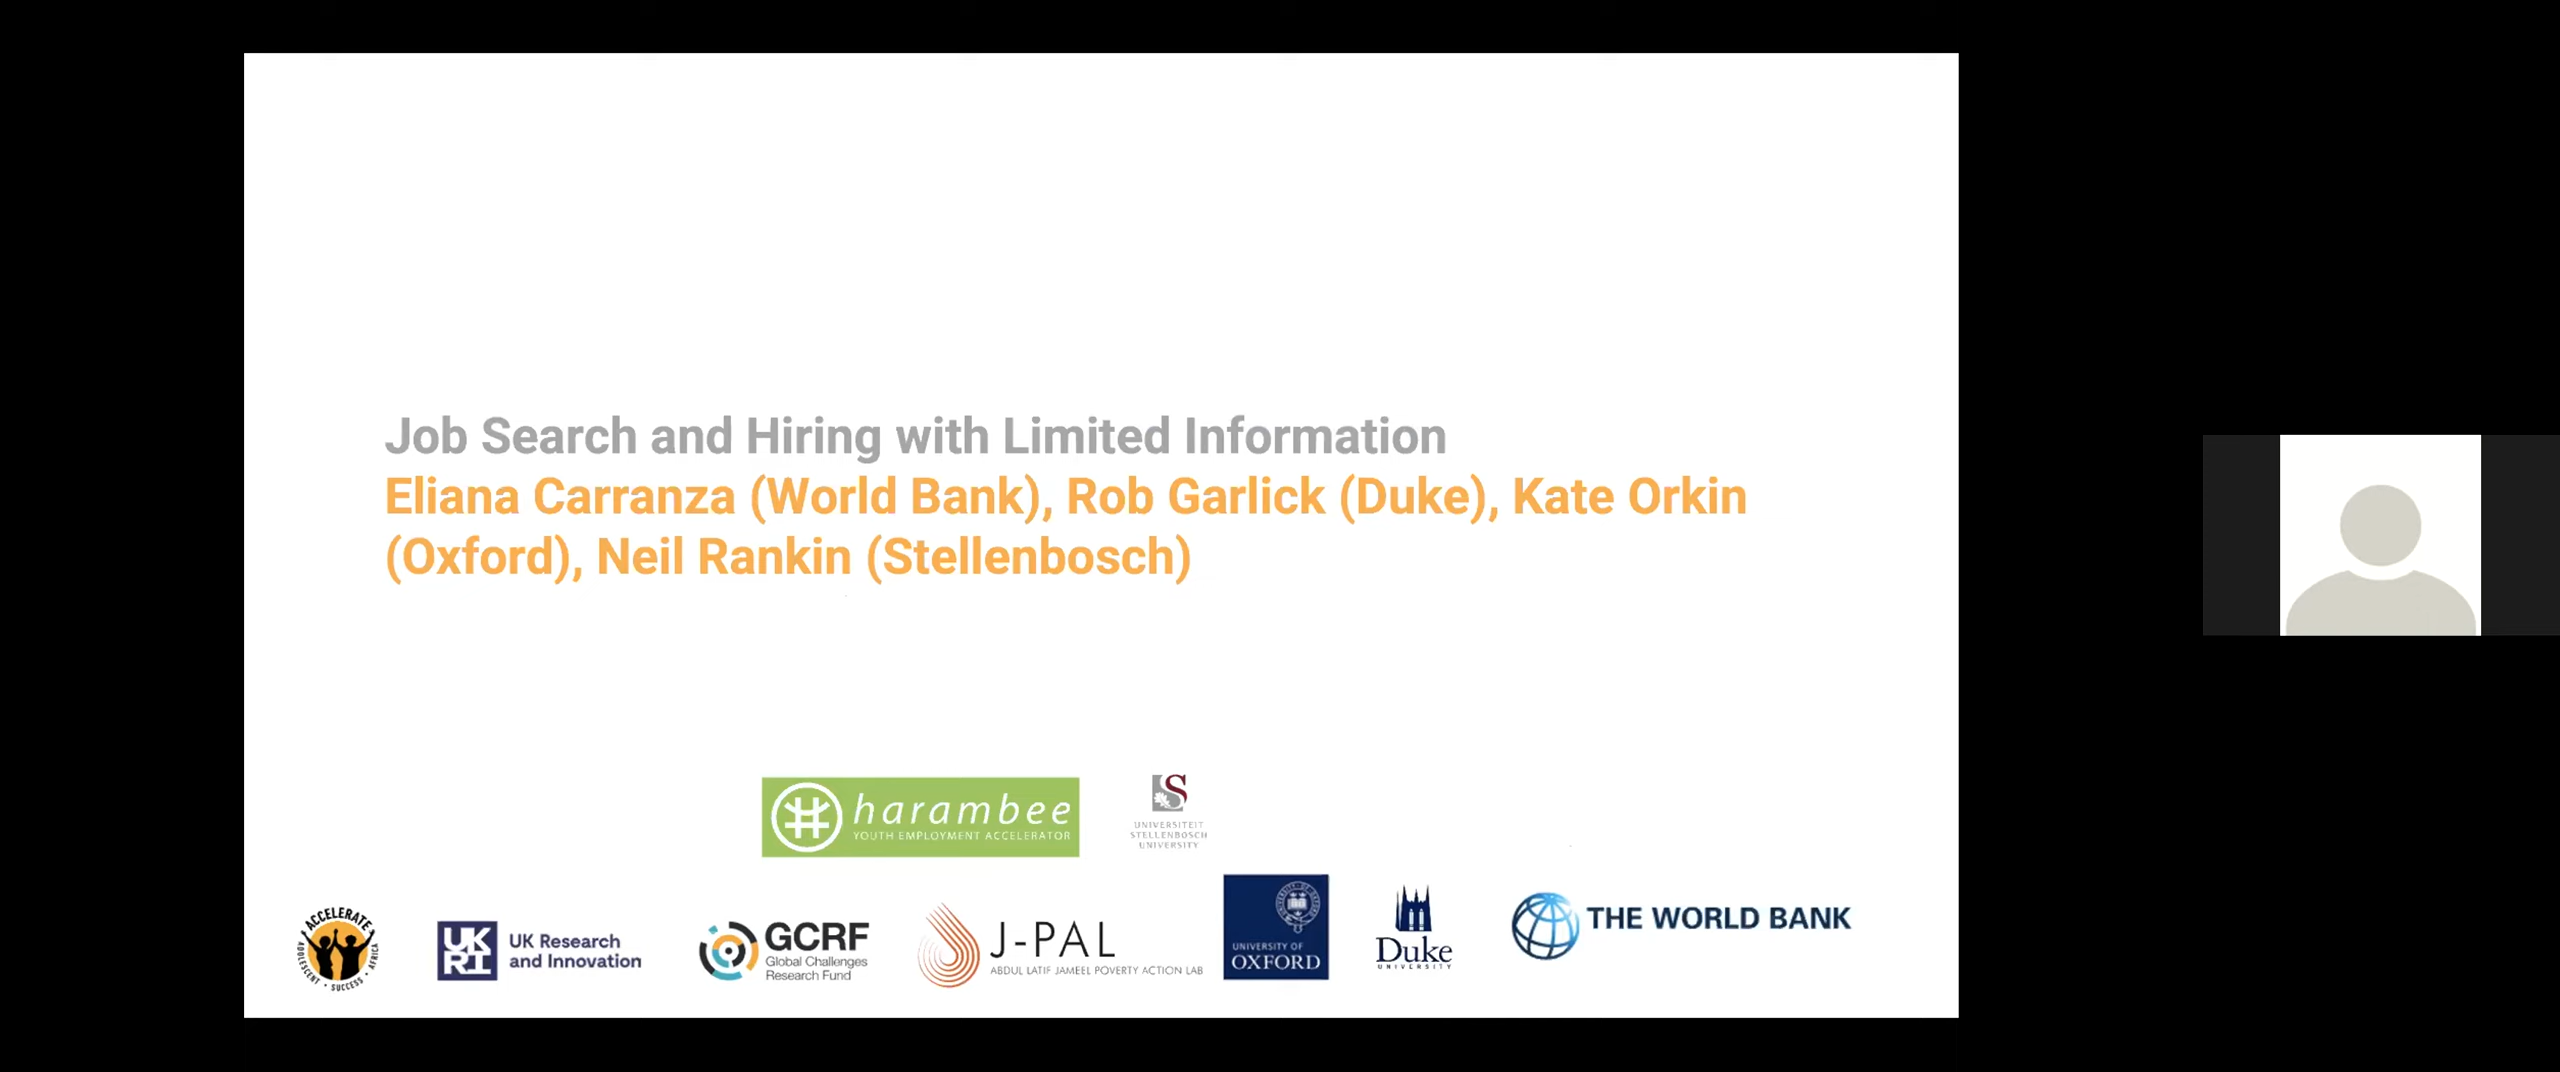 Job Search and Hiring with Limited Information
Eliana Carranza (World Bank), Rob Garlick (Duke), Kate Orkin
(Oxford), Neil Rankin (Stellenbosch)
harambee
YOUTH EMPLOYMENT ACCELERATOR
UNIVERSITEIT
STELLENBOSCH
UNIVERSITY
ACCELERATE
ADOLESCENT • SUCCESS • AFRICA
UK
RI
UK Research
and Innovation
GCRF
Global Challenges
Research Fund
J-PAL
ABDUL LATIF JAMEEL POVERTY ACTION LAB
UNIVERSITY OF
OXFORD
Duke
UNIVERSITY
THE WORLD BANK